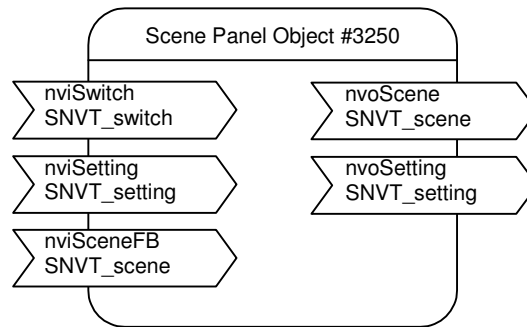 Scene Panel Object #3250
nviSwitch
SNVT_switch
nvoScene
SNVT_scene
nviSetting
SNVT_setting
nvoSetting
SNVT_setting
nviSceneFB
SNVT_scene